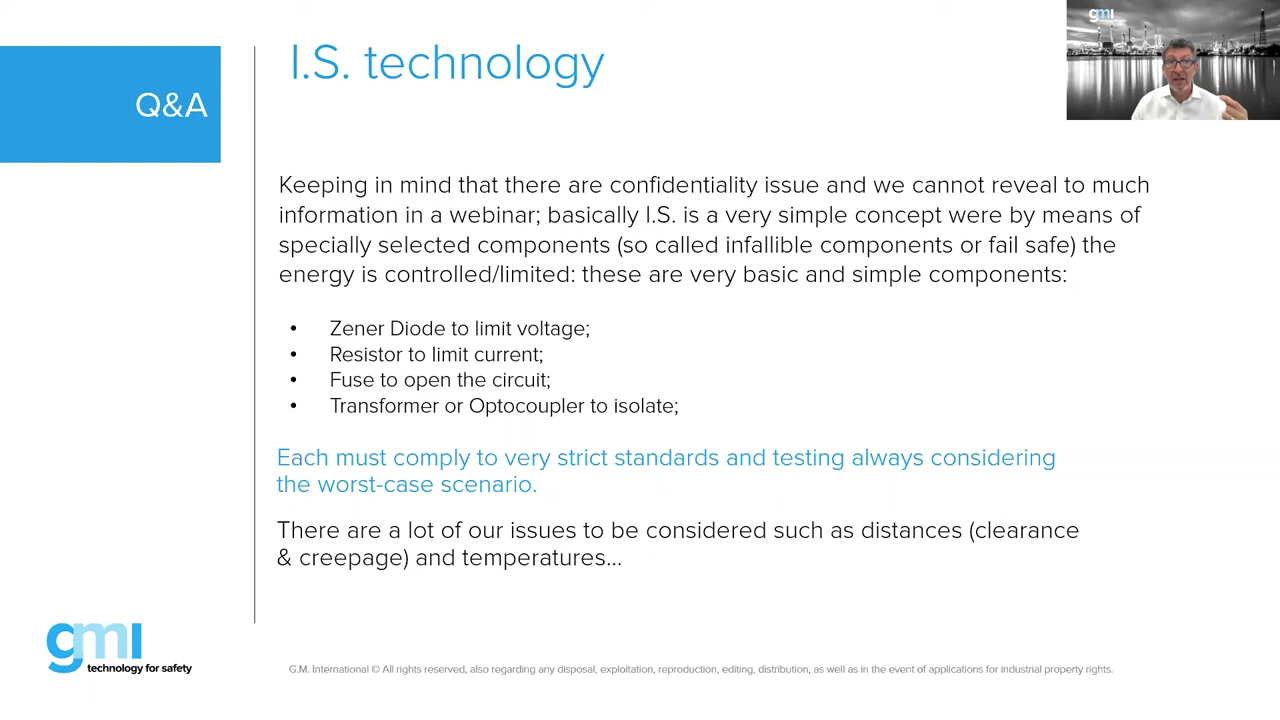 I.S. technology
gmi
Q&A
Keeping in mind that there are confidentiality issue and we cannot reveal to much
information in a webinar; basically I.S. is a very simple concept were by means of
specially selected components (so called infallible components or fail safe) the
energy is controlled/limited: these are very basic and simple components:
• Zener Diode to limit voltage;
• Resistor to limit current;
• Fuse to open the circuit;
• Transformer or Optocoupler to isolate;
Each must comply to very strict standards and testing always considering
the worst-case scenario.
There are a lot of our issues to be considered such as distances (clearance
& creepage) and temperatures...
gmi
technology for safety
G.M. International © All rights reserved, also regarding any disposal, exploitation, reproduction, editing, distribution, as well as in the event of applications for industrial property rights.